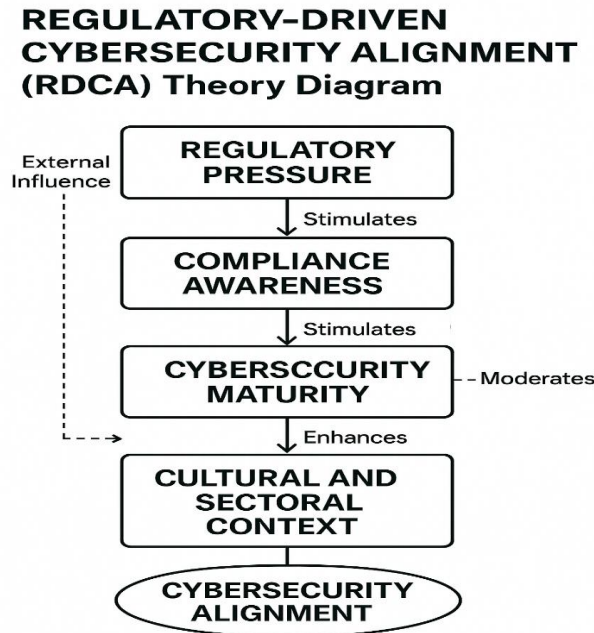 REGULATORY–DRIVEN
CYBERSECURITY ALIGNMENT
(RDCA) Theory Diagram
External
Influence
REGULATORY
PRESSURE
Stimulates
COMPLIANCE
AWARENESS
Stimulates
CYBERSCCURITY
MATURITY
Moderates
Enhances
CULTURAL AND
SECTORAL
CONTEXT
CYBERSECURITY
ALIGNMENT